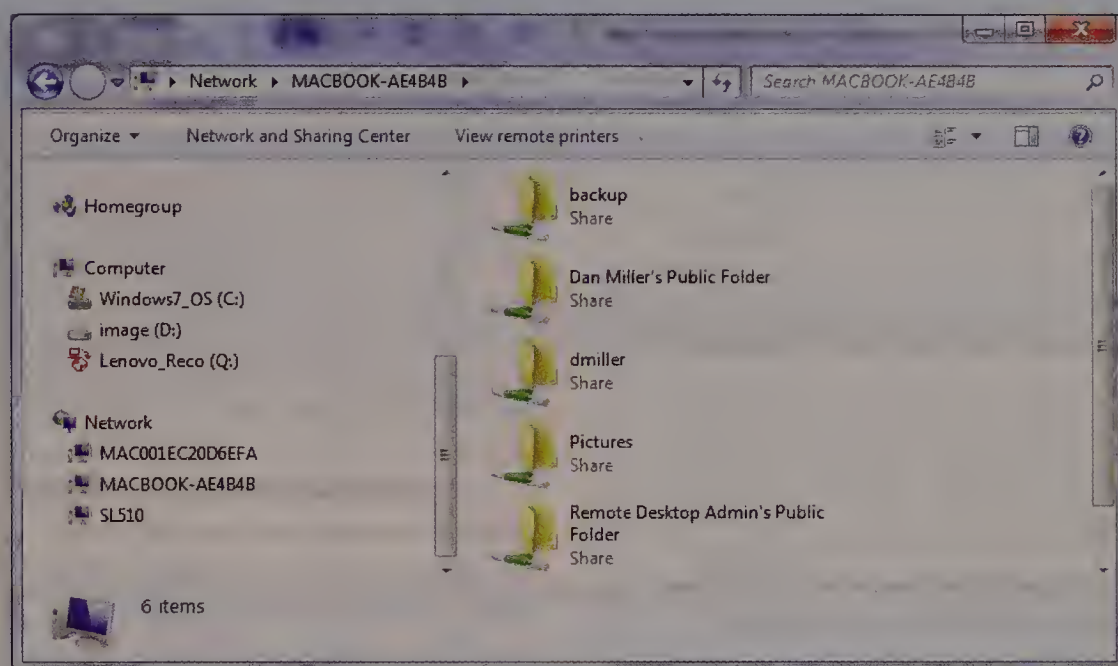 Network ▸ MACBOOK-AE4B4B ▸
Search MACBOOK-AE4B4B
Organize
Network and Sharing Center
View remote printers
Homegroup
Computer
Windows7_OS (C:)
image (D:)
Lenovo_Reco (Q:)
Network
MAC001EC20D6EFA
MACBOOK-AE4B4B
SL510
backup
Share
Dan Miller's Public Folder
Share
dmiller
Share
Pictures
Share
Remote Desktop Admin's Public
Folder
Share
6 items